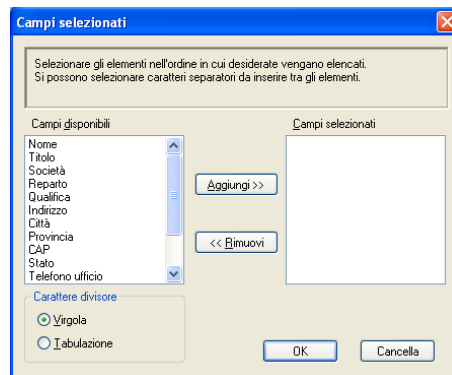 Campi selezionati
Selezionare gli elementi nell'ordine in cui desiderate vengano elencati.
Si possono selezionare caratteri separatori da inserire tra gli elementi.
Campi disponibili
Campi selezionati
Nome
Titolo
Società
Reparto
Qualifica
Indirizzo
Città
Provincia
CAP
Stato
Telefono ufficio
Aggiungi >>
<< Rimuovi
Carattere divisore
Virgola
Tabulazione
OK
Cancella